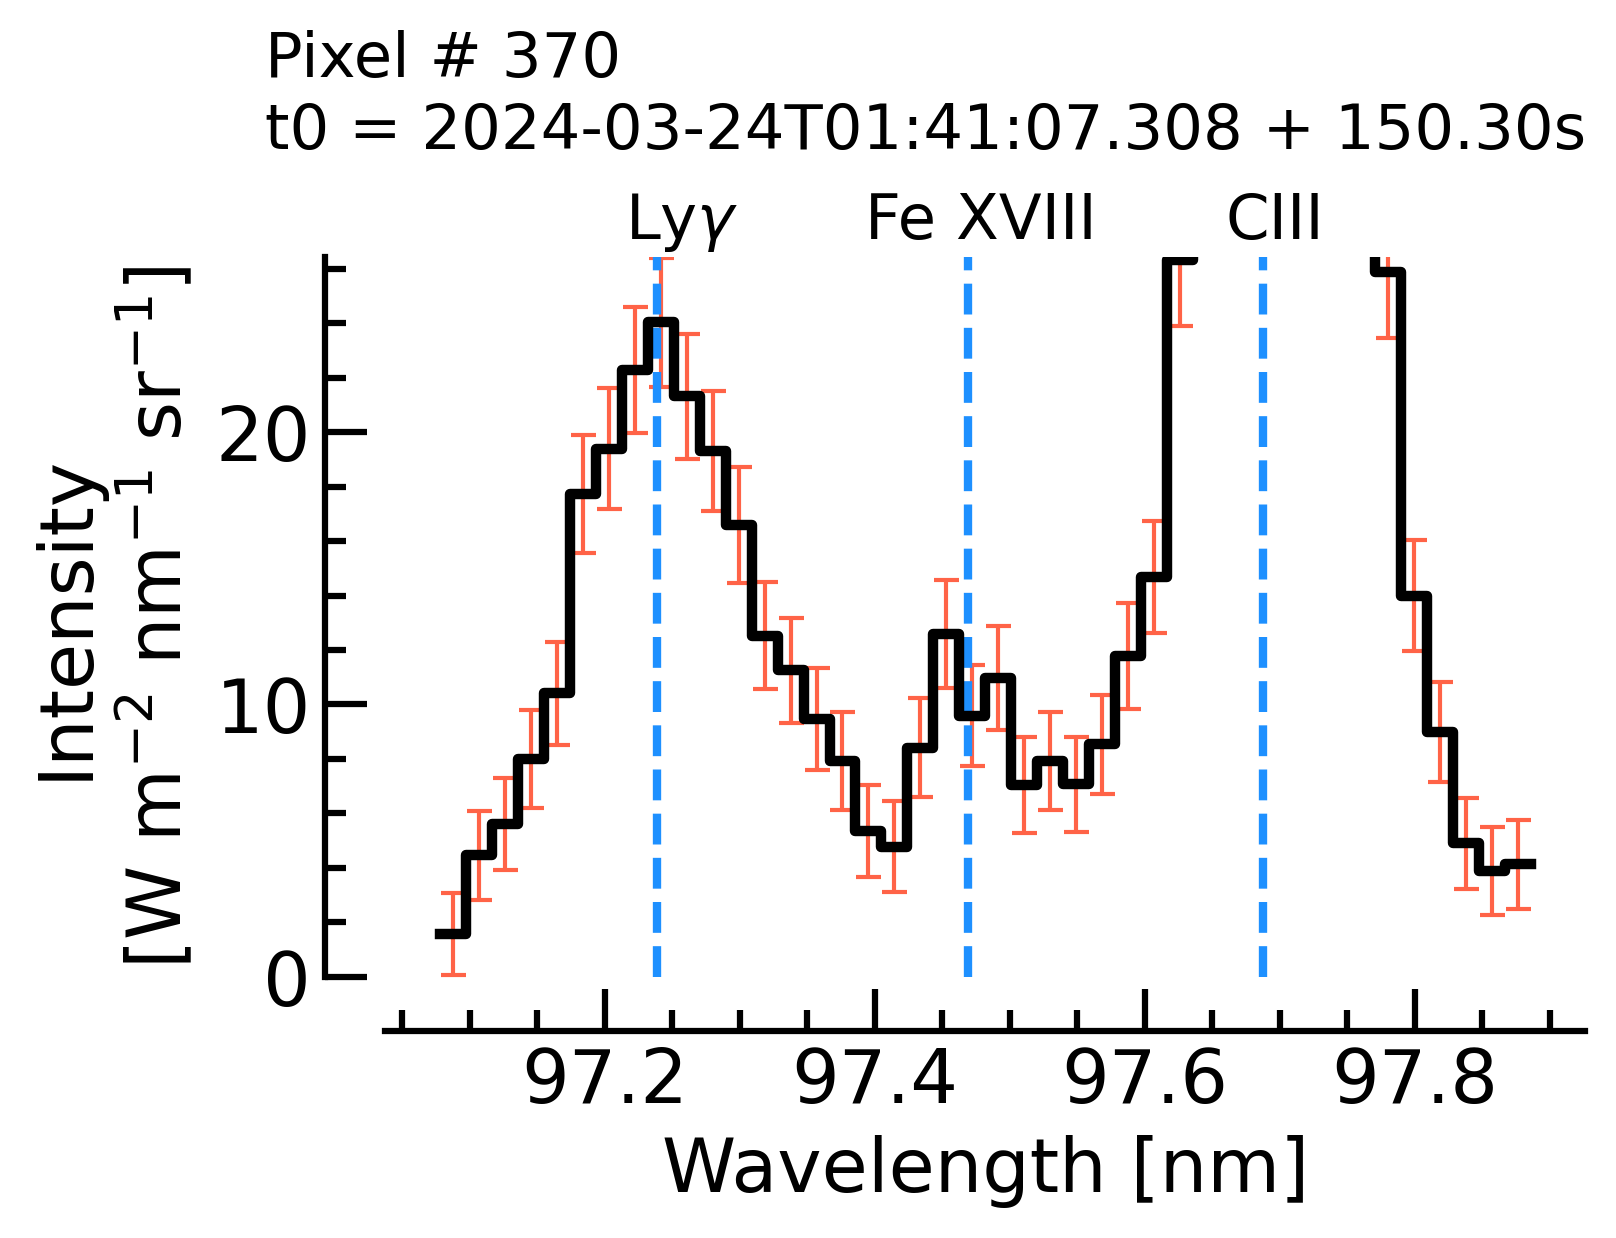 Pixel # 370
t0 = 2024-03-24T01:41:07.308 + 150.30s
Lyγ Fe XVIII CIII
Intensity
[W m⁻² nm⁻¹ sr⁻¹]
20
10
0
97.2 97.4 97.6 97.8
Wavelength [nm]